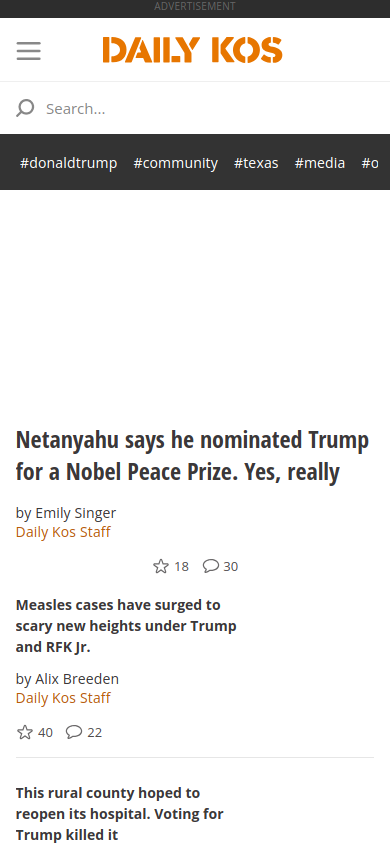 ADVERTISEMENT
DAILY KOS
Search...
#donaldtrump #community #texas #media #o
Netanyahu says he nominated Trump
for a Nobel Peace Prize. Yes, really
by Emily Singer
Daily Kos Staff
18 30
Measles cases have surged to
scary new heights under Trump
and RFK Jr.
by Alix Breeden
Daily Kos Staff
40 22
This rural county hoped to
reopen its hospital. Voting for
Trump killed it